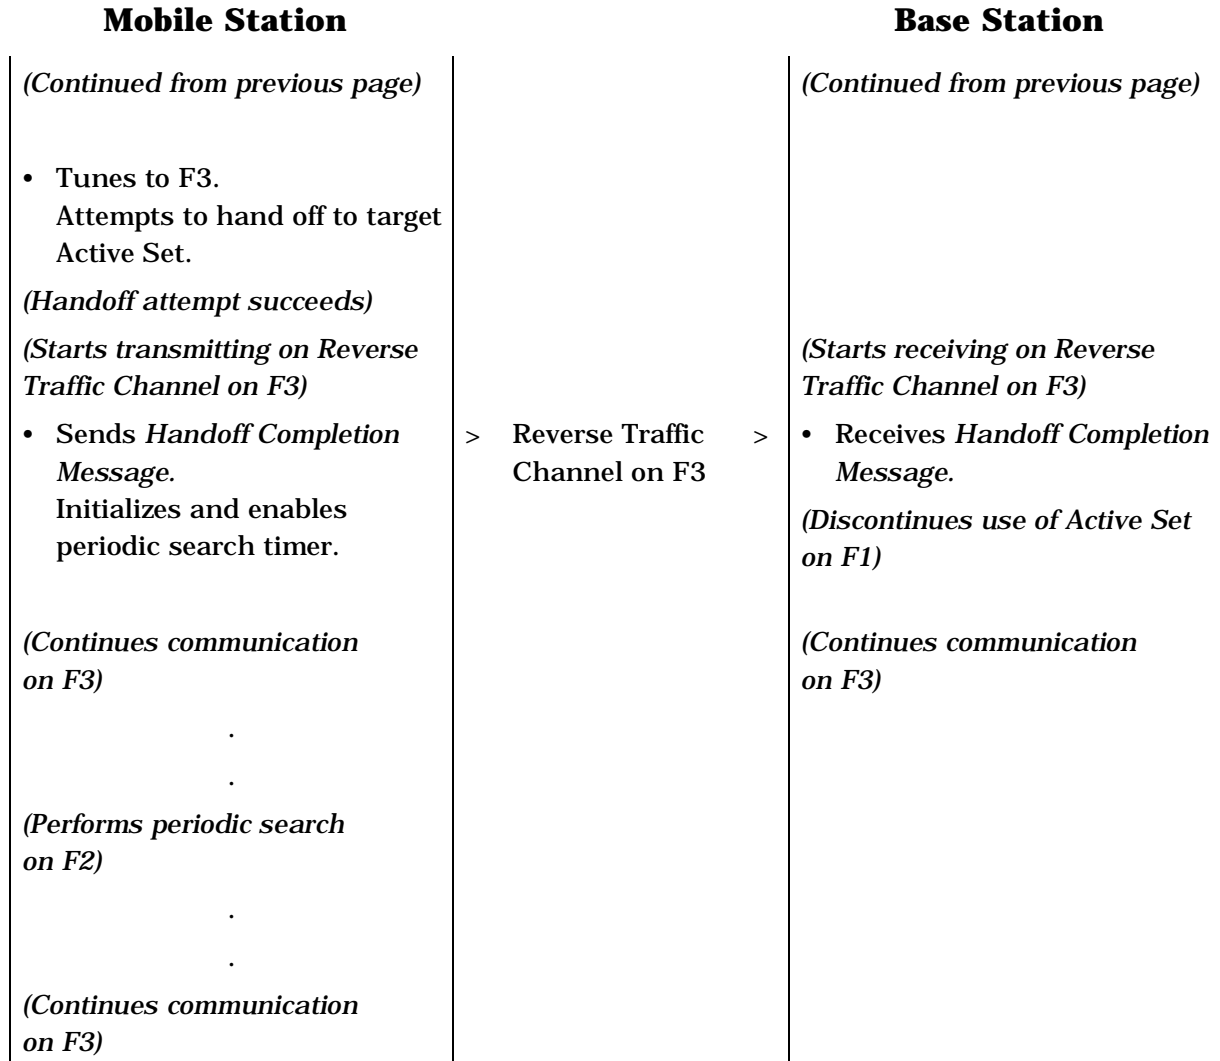 Mobile Station
Base Station
(Continued from previous page)
(Continued from previous page)
• Tunes to F3.
Attempts to hand off to target
Active Set.
(Handoff attempt succeeds)
(Starts transmitting on Reverse
Traffic Channel on F3)
(Starts receiving on Reverse
Traffic Channel on F3)
• Sends Handoff Completion
Message.
Initializes and enables
periodic search timer.
> Reverse Traffic >
Channel on F3
• Receives Handoff Completion
Message.
(Discontinues use of Active Set
on F1)
(Continues communication
on F3)
(Continues communication
on F3)
.
.
(Performs periodic search
on F2)
.
.
(Continues communication
on F3)